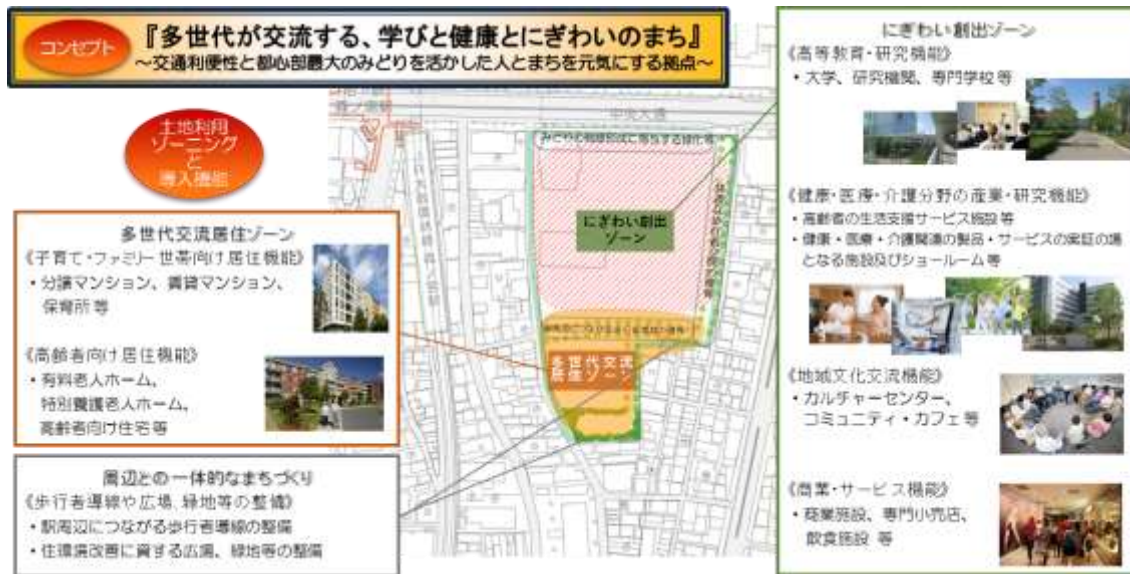 コンセプト
『多世代が交流する、学びと健康とにぎわいのまち』
～交通利便性と都心部最大のみどりを活かした人とまちを元気にする拠点～
土地利用
ゾーニング
と
導入機能
多世代交流居住ゾーン
《子育て・ファミリー世帯向け居住機能》
・分譲マンション、賃貸マンション、
保育所 等
《高齢者向け居住機能》
・有料老人ホーム、
特別養護老人ホーム、
高齢者向け住宅 等
周辺との一体的なまちづくり
《歩行者導線や広場、緑地等の整備》
・駅周辺につながる歩行者導線の整備
・住環境改善に資する広場、緑地等の整備
中央大通
にぎわい創出
ゾーン
多世代交流
居住ゾーン
にぎわい創出ゾーン
《高等教育・研究機能》
・大学、研究機関、専門学校 等
《健康・医療・介護分野の産業・研究機能》
・高齢者の生活支援サービス施設 等
・健康・医療・介護関連の製品・サービスの実証の場
となる施設及びショールーム 等
《地域文化交流機能》
・カルチャーセンター、
コミュニティ・カフェ 等
《商業・サービス機能》
・商業施設、専門小売店、
飲食施設 等